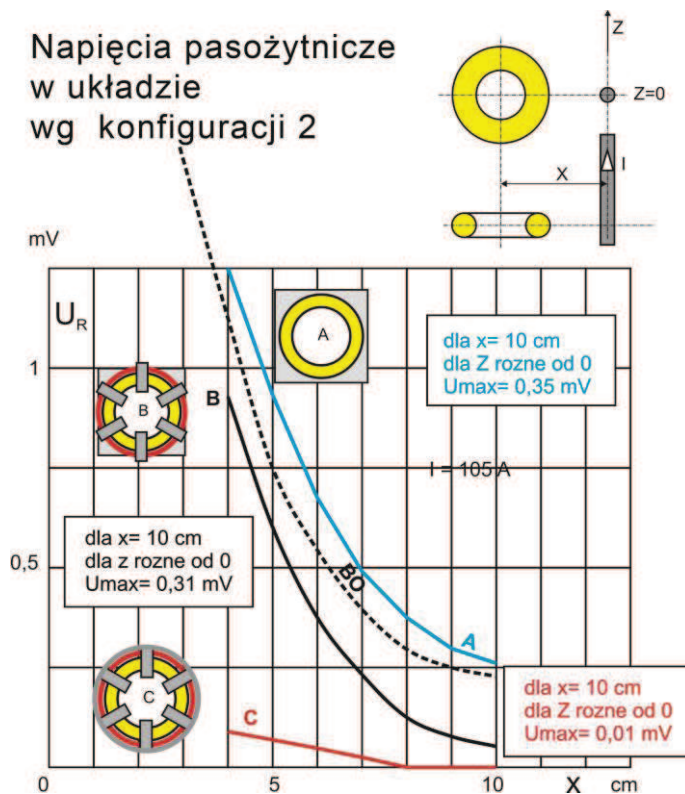 Napięcia pasożytnicze
w układzie
wg konfiguracji 2
Z
Z=0
X
I
mV
U_R
A
1
dla x= 10 cm
dla Z rozne od 0
Umax= 0,35 mV
B
B
I = 105 A
dla x= 10 cm
dla z rozne od 0
Umax= 0,31 mV
0,5
BO
A
C
C
dla x= 10 cm
dla Z rozne od 0
Umax= 0,01 mV
0
5
10
X
cm